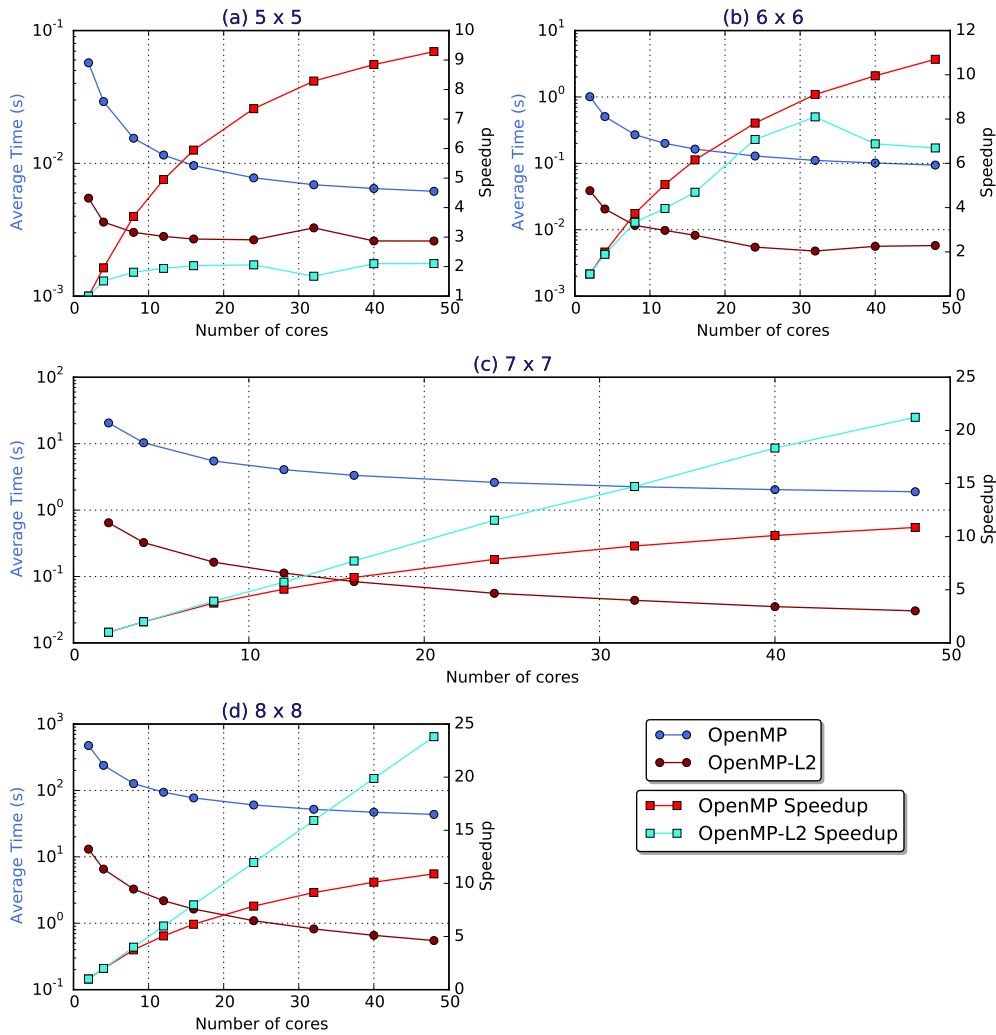 (a) 5 x 5
10^-1
10^-2
10^-3
Average Time (s)
0 10 20 30 40 50
Number of cores
10
9
8
7
6
5
4
3
2
1
Speedup
(b) 6 x 6
10^1
10^0
10^-1
10^-2
10^-3
Average Time (s)
0 10 20 30 40 50
Number of cores
12
10
8
6
4
2
0
Speedup
(c) 7 x 7
10^2
10^1
10^0
10^-1
10^-2
Average Time (s)
0 10 20 30 40 50
Number of cores
25
20
15
10
5
0
Speedup
(d) 8 x 8
10^3
10^2
10^1
10^0
10^-1
Average Time (s)
0 10 20 30 40 50
Number of cores
25
20
15
10
5
0
Speedup
OpenMP
OpenMP-L2
OpenMP Speedup
OpenMP-L2 Speedup